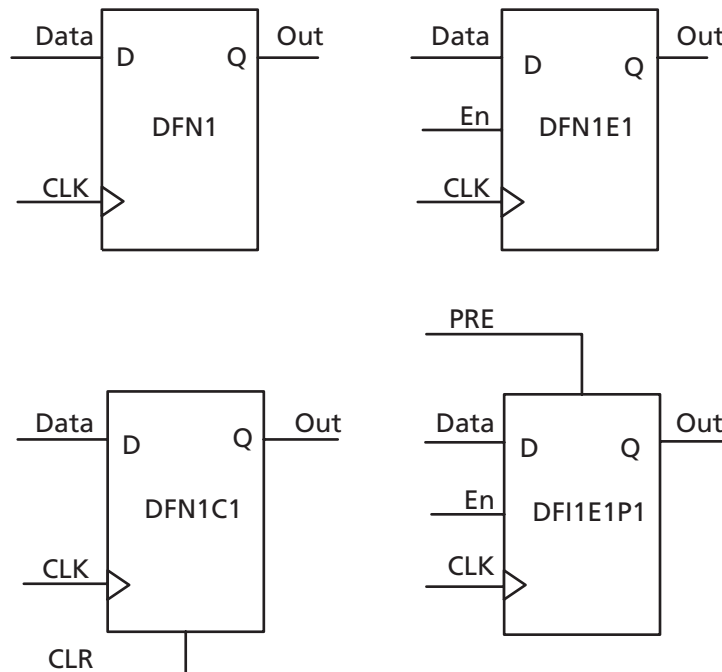 Data
D
Q
Out
DFN1
CLK
Data
D
Q
Out
En
DFN1E1
CLK
Data
D
Q
Out
DFN1C1
CLK
CLR
PRE
Data
D
Q
Out
En
DFI1E1P1
CLK